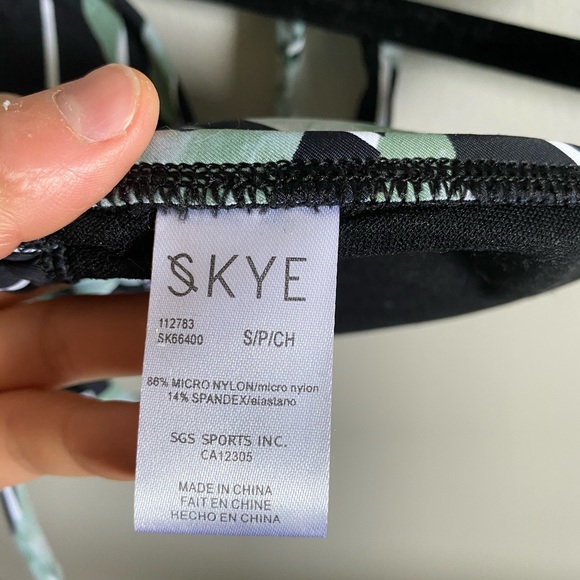 SKYE
112783
SK66400 S/P/CH
86% MICRO NYLON/micro nylon
14% SPANDEX/elastano
SGS SPORTS INC.
CA12305
MADE IN CHINA
FAIT EN CHINE
HECHO EN CHINA